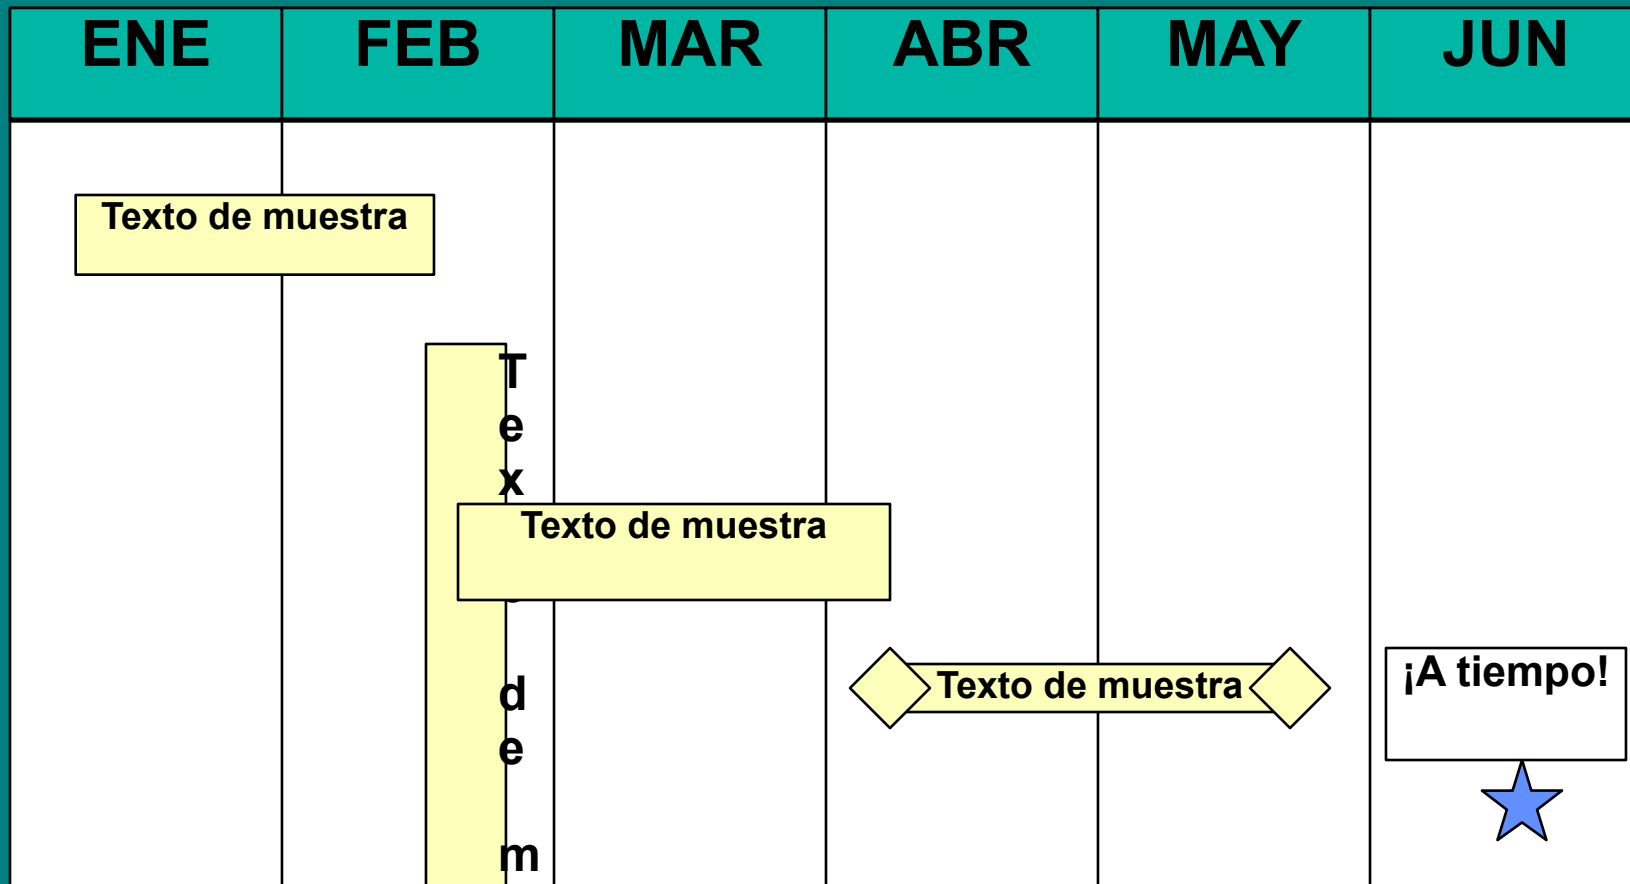 ENE FEB MAR ABR MAY JUN
Texto de muestra
T
e
x
Texto de muestra
d
e
m
Texto de muestra
¡A tiempo!